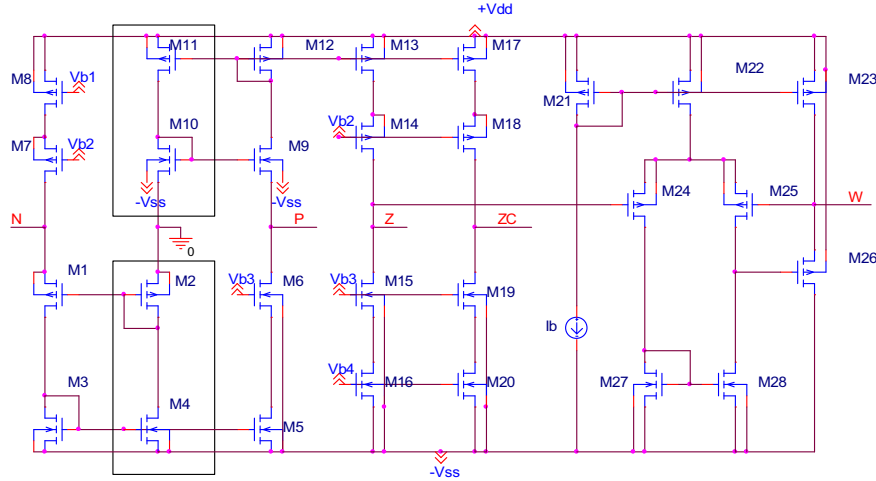 +Vdd
M11
M12
M13
M17
M8
Vb1
M21
M22
M23
M7
Vb2
M10
M9
Vb2
M14
M18
-Vss
-Vss
M24
M25
N
0
P
Z
ZC
W
M1
M2
Vb3
M6
Vb3
M15
M19
M26
Ib
M3
M4
M5
Vb4
M16
M20
M27
M28
-Vss